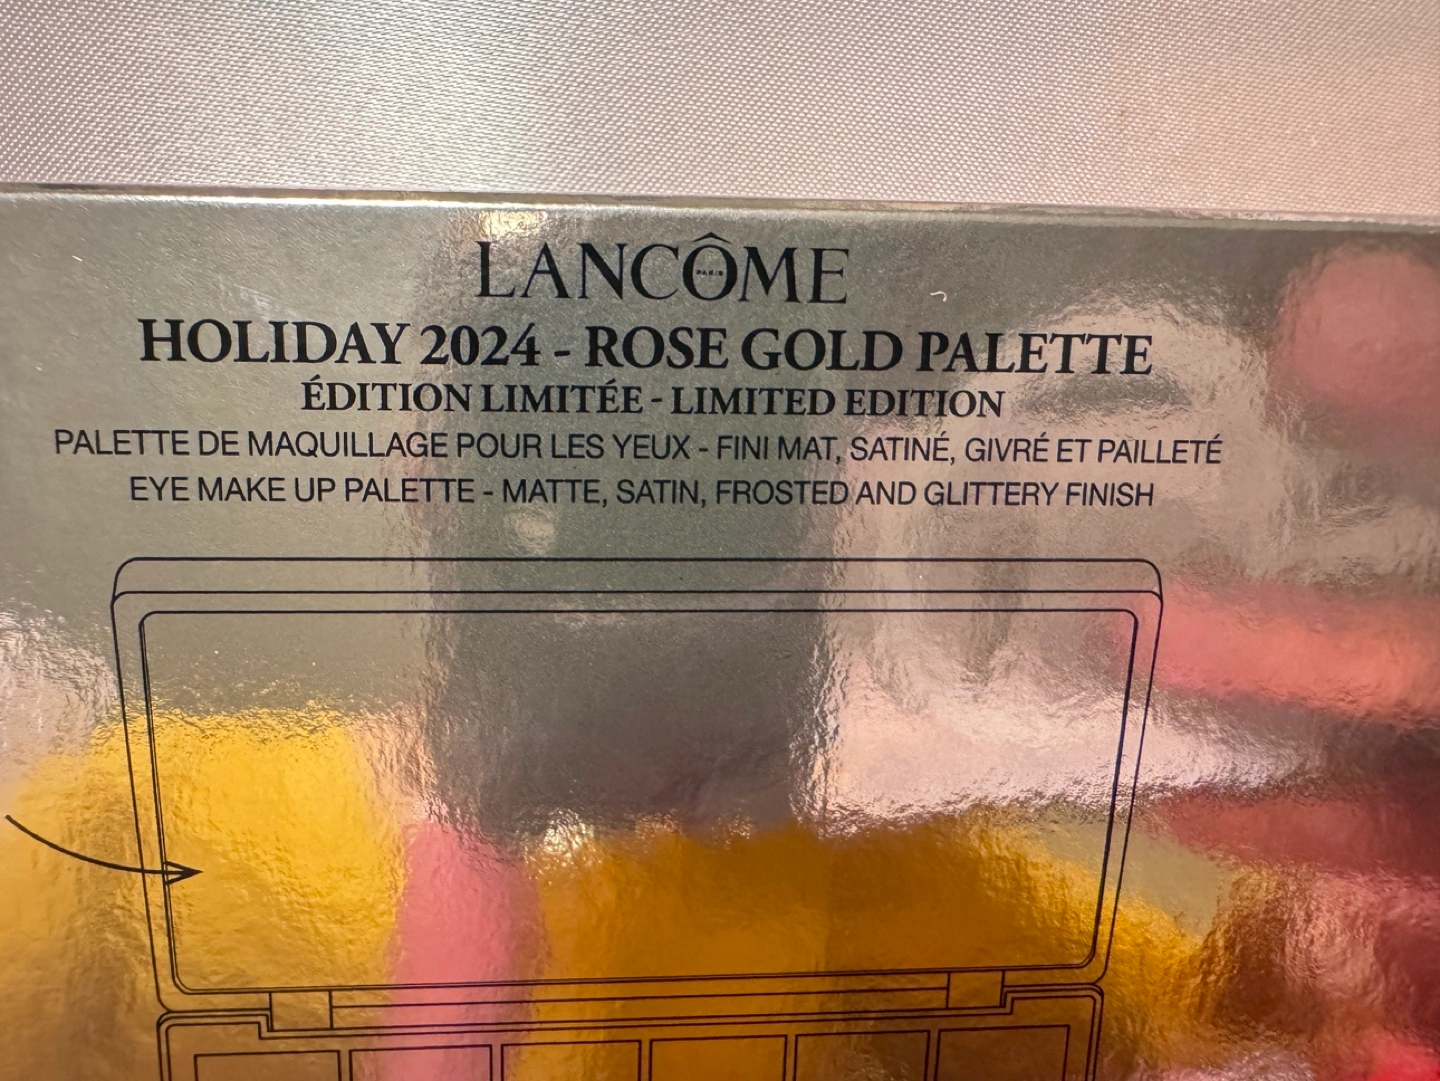 LANCÔME
PARIS
HOLIDAY 2024 - ROSE GOLD PALETTE
ÉDITION LIMITÉE - LIMITED EDITION
PALETTE DE MAQUILLAGE POUR LES YEUX - FINI MAT, SATINÉ, GIVRÉ ET PAILLETÉ
EYE MAKE UP PALETTE - MATTE, SATIN, FROSTED AND GLITTERY FINISH